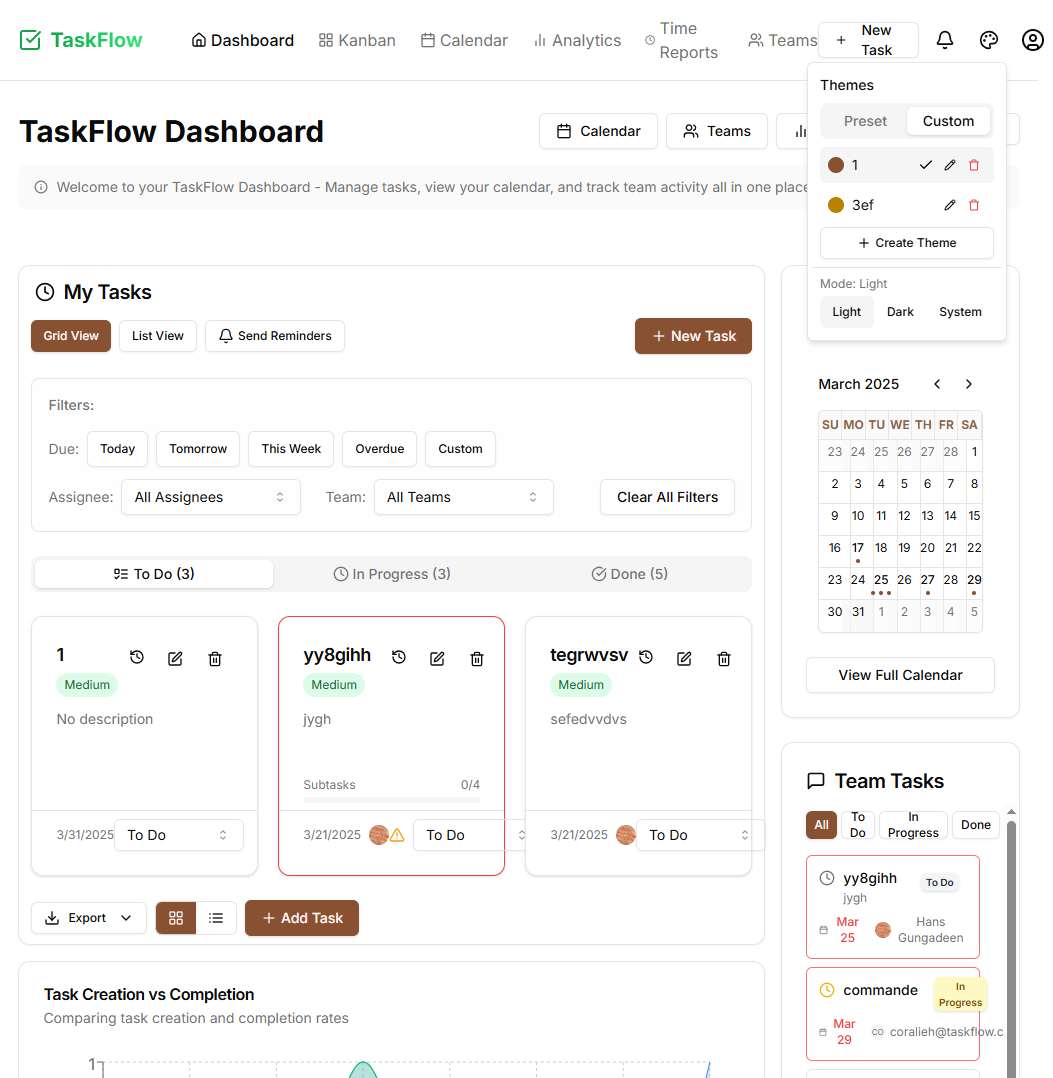 TaskFlow
Dashboard
Kanban
Calendar
Analytics
Time
Reports
Teams
New
Task
Themes
Preset
Custom
1
3ef
Create Theme
Mode: Light
Light
Dark
System
TaskFlow Dashboard
Calendar
Teams
Welcome to your TaskFlow Dashboard - Manage tasks, view your calendar, and track team activity all in one place
My Tasks
Grid View
List View
Send Reminders
New Task
Filters:
Due:
Today
Tomorrow
This Week
Overdue
Custom
Assignee:
All Assignees
Team:
All Teams
Clear All Filters
To Do (3)
In Progress (3)
Done (5)
1
Medium
No description
3/31/2025
To Do
yy8gihh
Medium
jygh
Subtasks
0/4
3/21/2025
To Do
tegrwvsv
Medium
sefedvvdvs
3/21/2025
To Do
Export
Add Task
Task Creation vs Completion
Comparing task creation and completion rates
1
March 2025
SU MO TU WE TH FR SA
23 24 25 26 27 28 1
2 3 4 5 6 7 8
9 10 11 12 13 14 15
16 17 18 19 20 21 22
23 24 25 26 27 28 29
30 31 1 2 3 4 5
View Full Calendar
Team Tasks
All
To
Do
In
Progress
Done
yy8gihh
To Do
jygh
Mar
25
Hans
Gungadeen
commande
In
Progress
Mar
29
CO
coralieh@taskflow.c